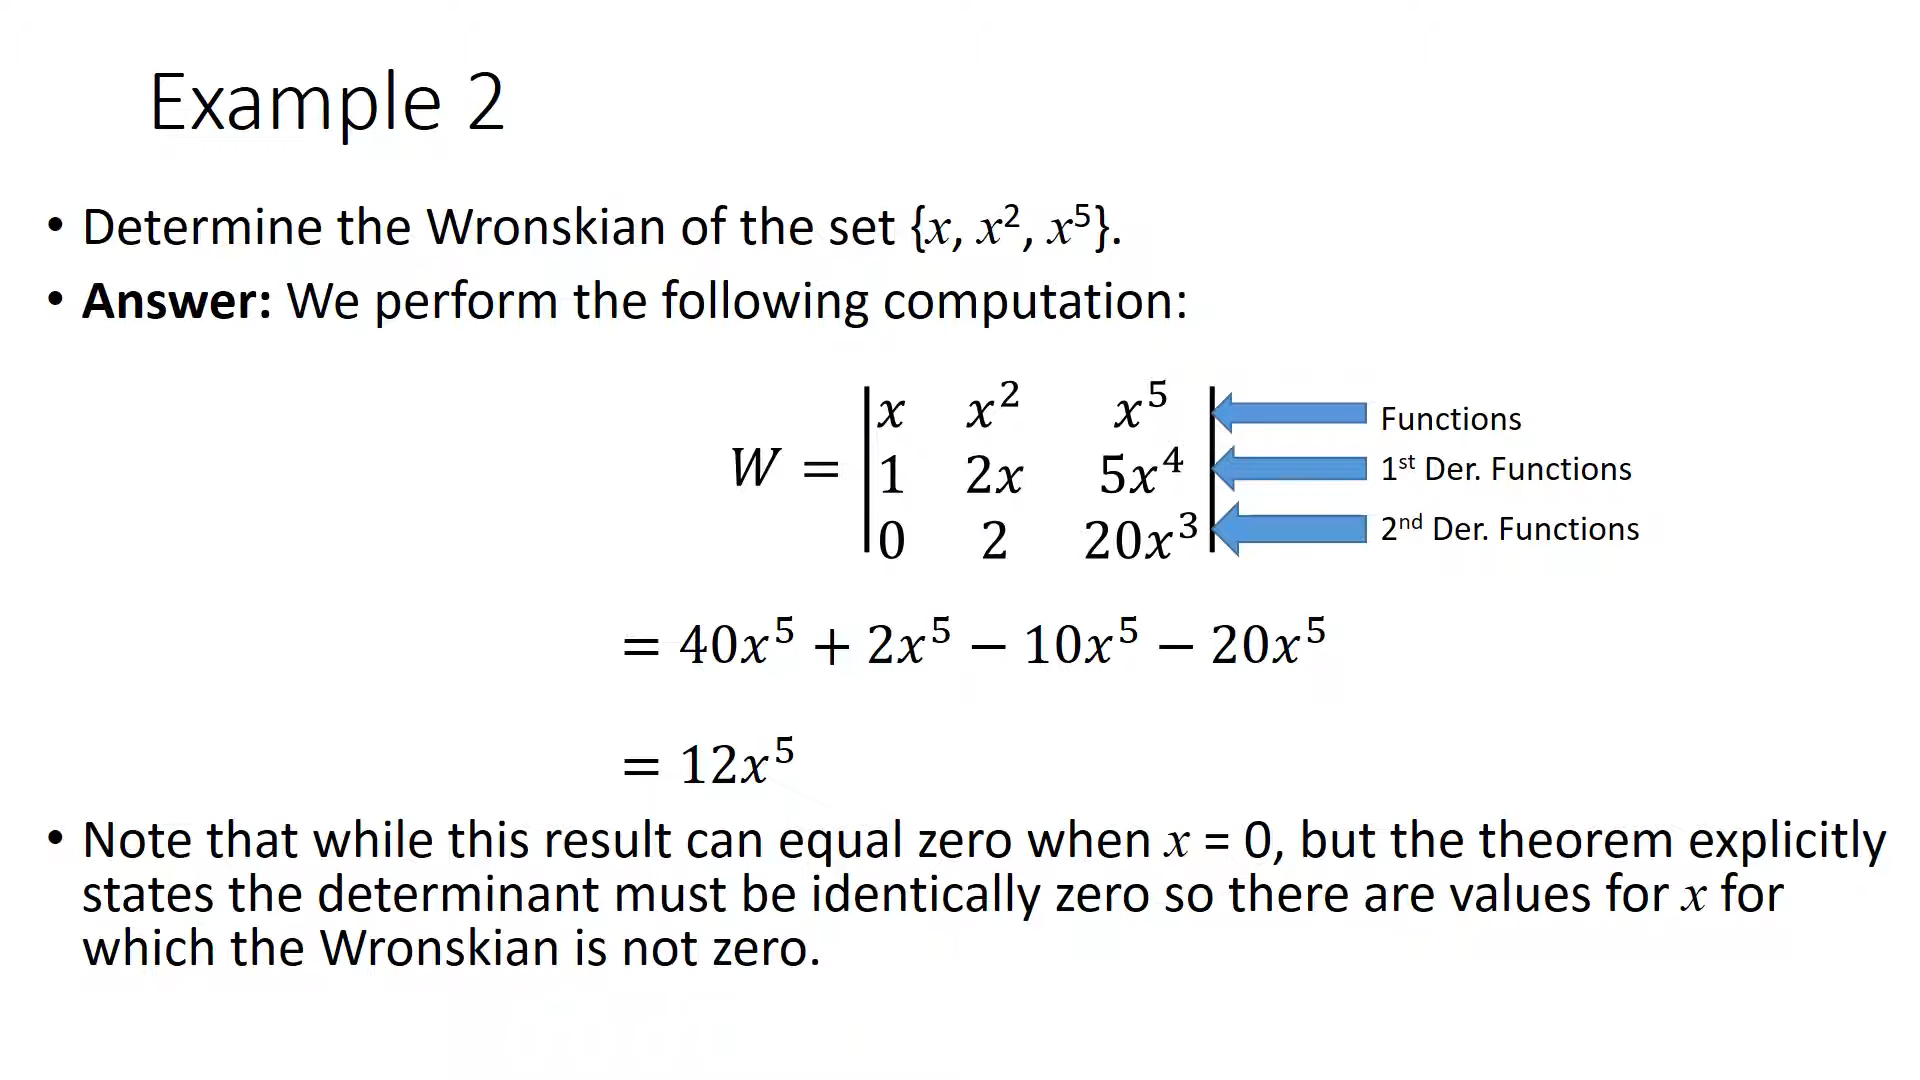 Example 2
• Determine the Wronskian of the set {x, x², x⁵}.
• Answer: We perform the following computation:
x x² x⁵ Functions
W = 1 2x 5x⁴ 1st Der. Functions
0 2 20x³ 2nd Der. Functions
= 40x⁵ + 2x⁵ − 10x⁵ − 20x⁵
= 12x⁵
• Note that while this result can equal zero when x = 0, but the theorem explicitly
states the determinant must be identically zero so there are values for x for
which the Wronskian is not zero.